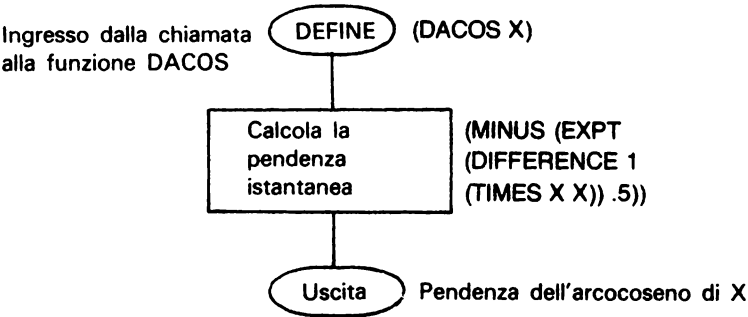 Ingresso dalla chiamata
alla funzione DACOS
DEFINE
(DACOS X)
Calcola la
pendenza
istantanea
(MINUS (EXPT
(DIFFERENCE 1
(TIMES X X)) .5))
Uscita
Pendenza dell'arcocoseno di X